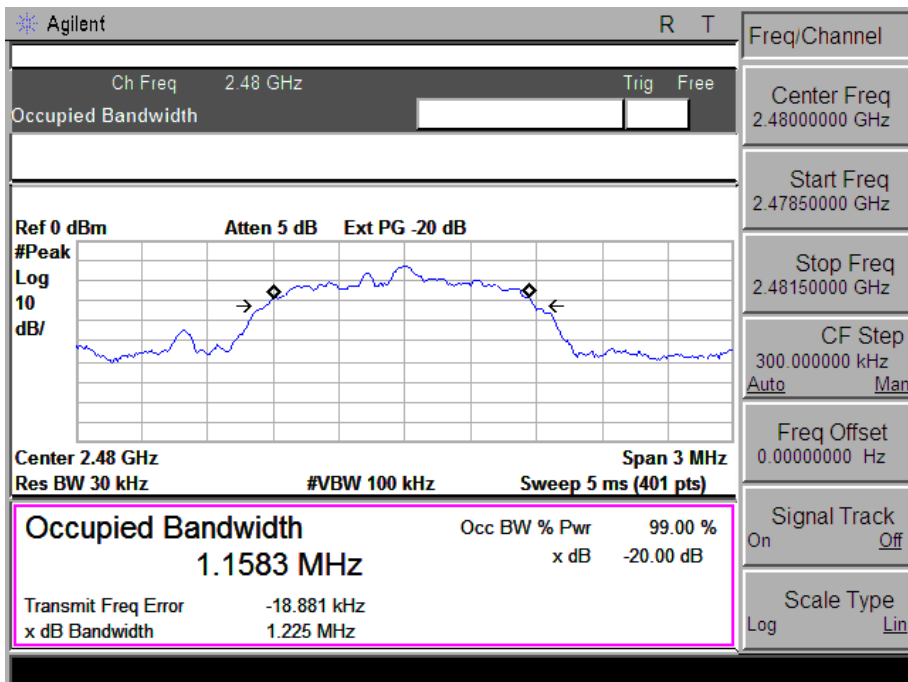 Agilent R T
Ch Freq 2.48 GHz Trig Free
Occupied Bandwidth
Ref 0 dBm Atten 5 dB Ext PG -20 dB
#Peak
Log
10
dB/
Center 2.48 GHz Span 3 MHz
Res BW 30 kHz #VBW 100 kHz Sweep 5 ms (401 pts)
Occupied Bandwidth Occ BW % Pwr 99.00 %
1.1583 MHz x dB -20.00 dB
Transmit Freq Error -18.881 kHz
x dB Bandwidth 1.225 MHz
Freq/Channel
Center Freq
2.48000000 GHz
Start Freq
2.47850000 GHz
Stop Freq
2.48150000 GHz
CF Step
300.000000 kHz
Auto Man
Freq Offset
0.00000000 Hz
Signal Track
On Off
Scale Type
Log Lin